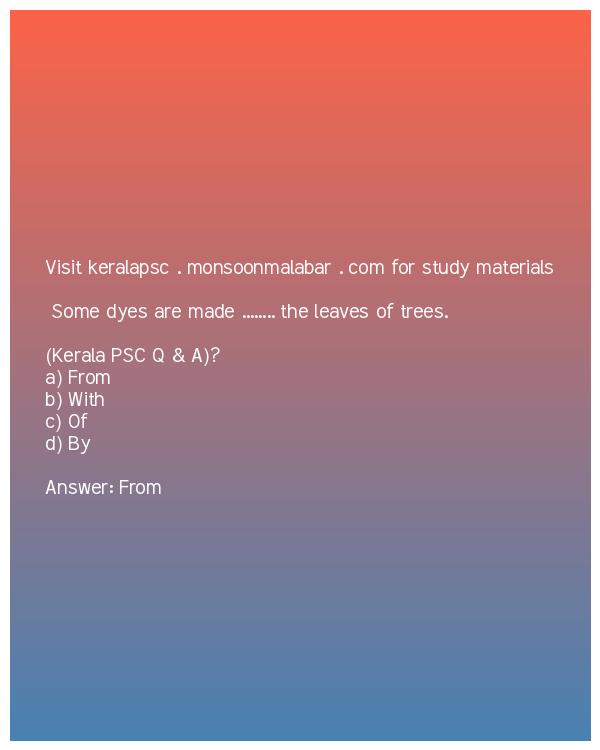 Visit keralapsc . monsoonmalabar . com for study materials
Some dyes are made ........ the leaves of trees.
(Kerala PSC Q & A)?
a) From
b) With
c) Of
d) By
Answer: From